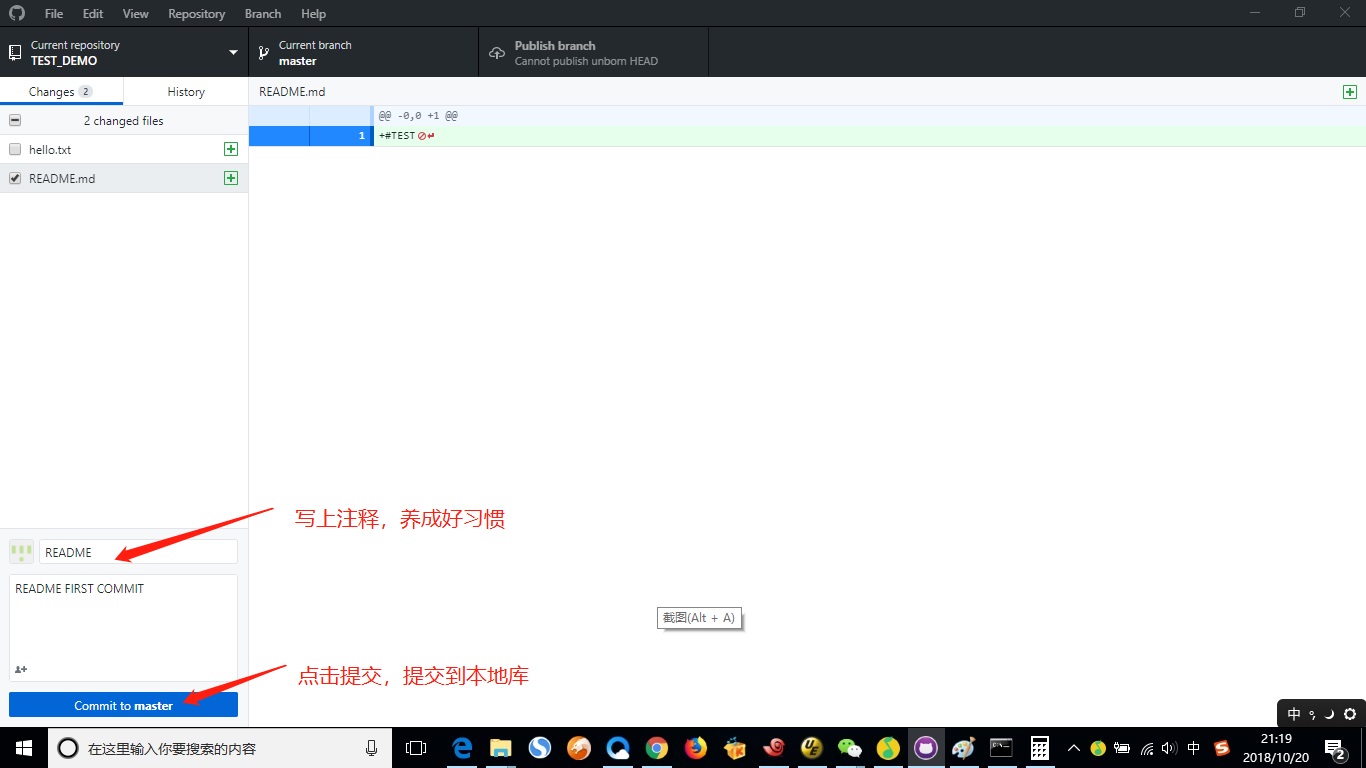 File Edit View Repository Branch Help
Current repository
TEST_DEMO
Current branch
master
Publish branch
Cannot publish unborn HEAD
Changes 2 History
README.md
2 changed files
@@ -0,0 +1 @@
1 +#TEST
hello.txt
README.md
写上注释，养成好习惯
README
README FIRST COMMIT
截图(Alt + A)
点击提交，提交到本地库
Commit to master
中
在这里输入你要搜索的内容
中
21:19
2018/10/20
2